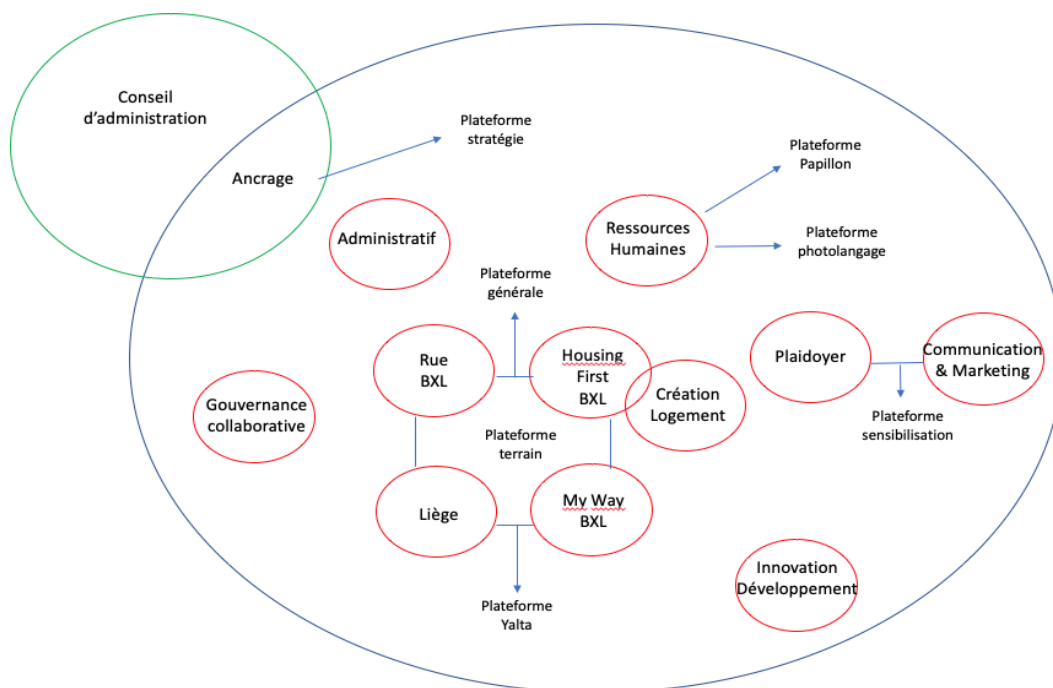 Conseil
d'administration
Ancrage
Plateforme
stratégie
Plateforme
Papillon
Administratif
Ressources
Humaines
Plateforme
photolangage
Plateforme
générale
Rue
BXL
Housing
First
BXL
Plaidoyer
Communication
& Marketing
Gouvernance
collaborative
Création
Logement
Plateforme
sensibilisation
Plateforme
terrain
Liège
My Way
BXL
Innovation
Développement
Plateforme
Yalta